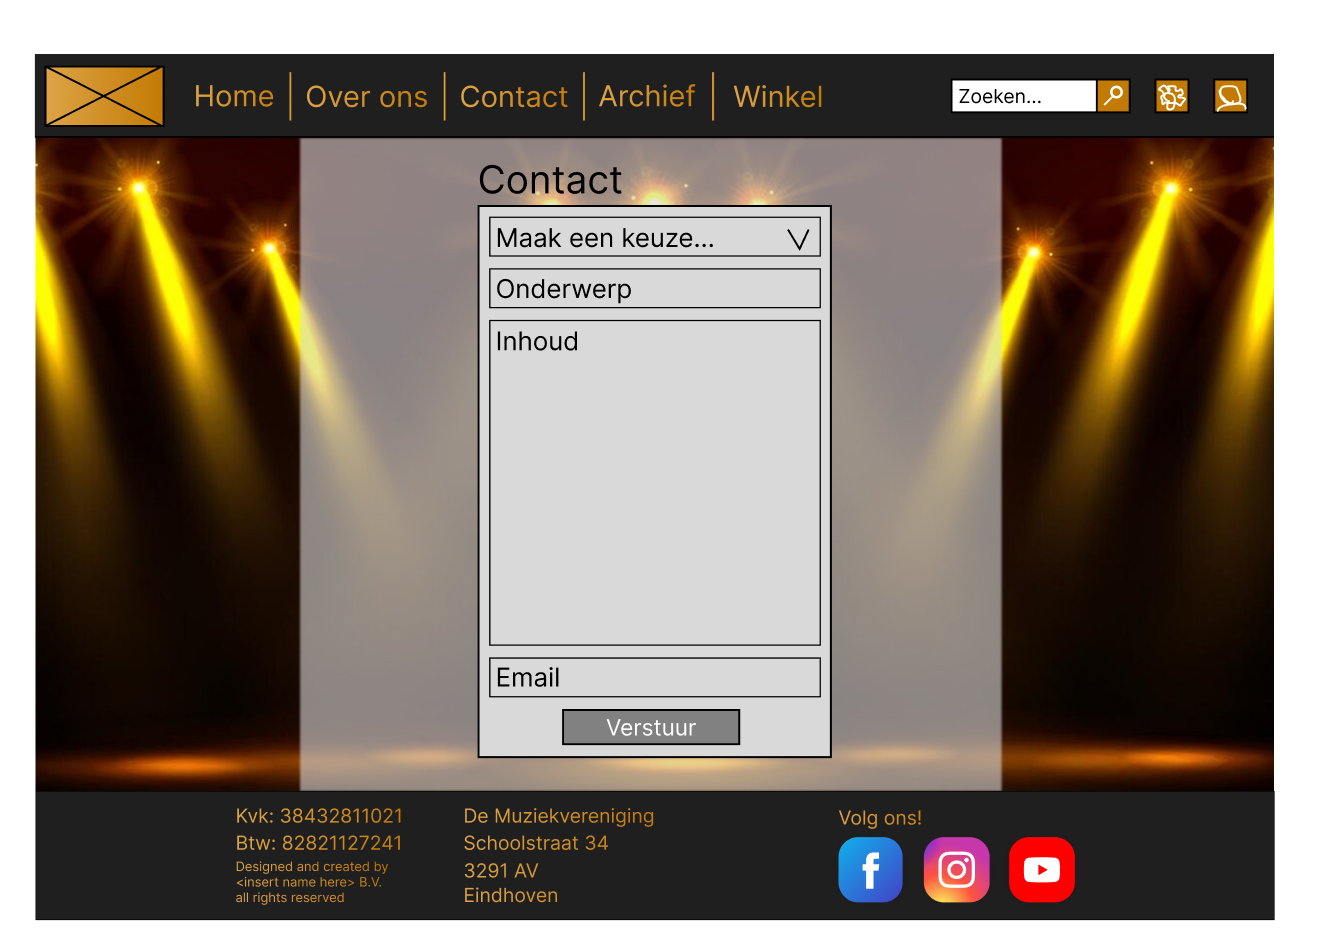 Home
Over ons
Contact
Archief
Winkel
Zoeken...
Contact
Maak een keuze...
Onderwerp
Inhoud
Email
Verstuur
Kvk: 38432811021
Btw: 82821127241
Designed and created by
<insert name here> B.V.
all rights reserved
De Muziekvereniging
Schoolstraat 34
3291 AV
Eindhoven
Volg ons!